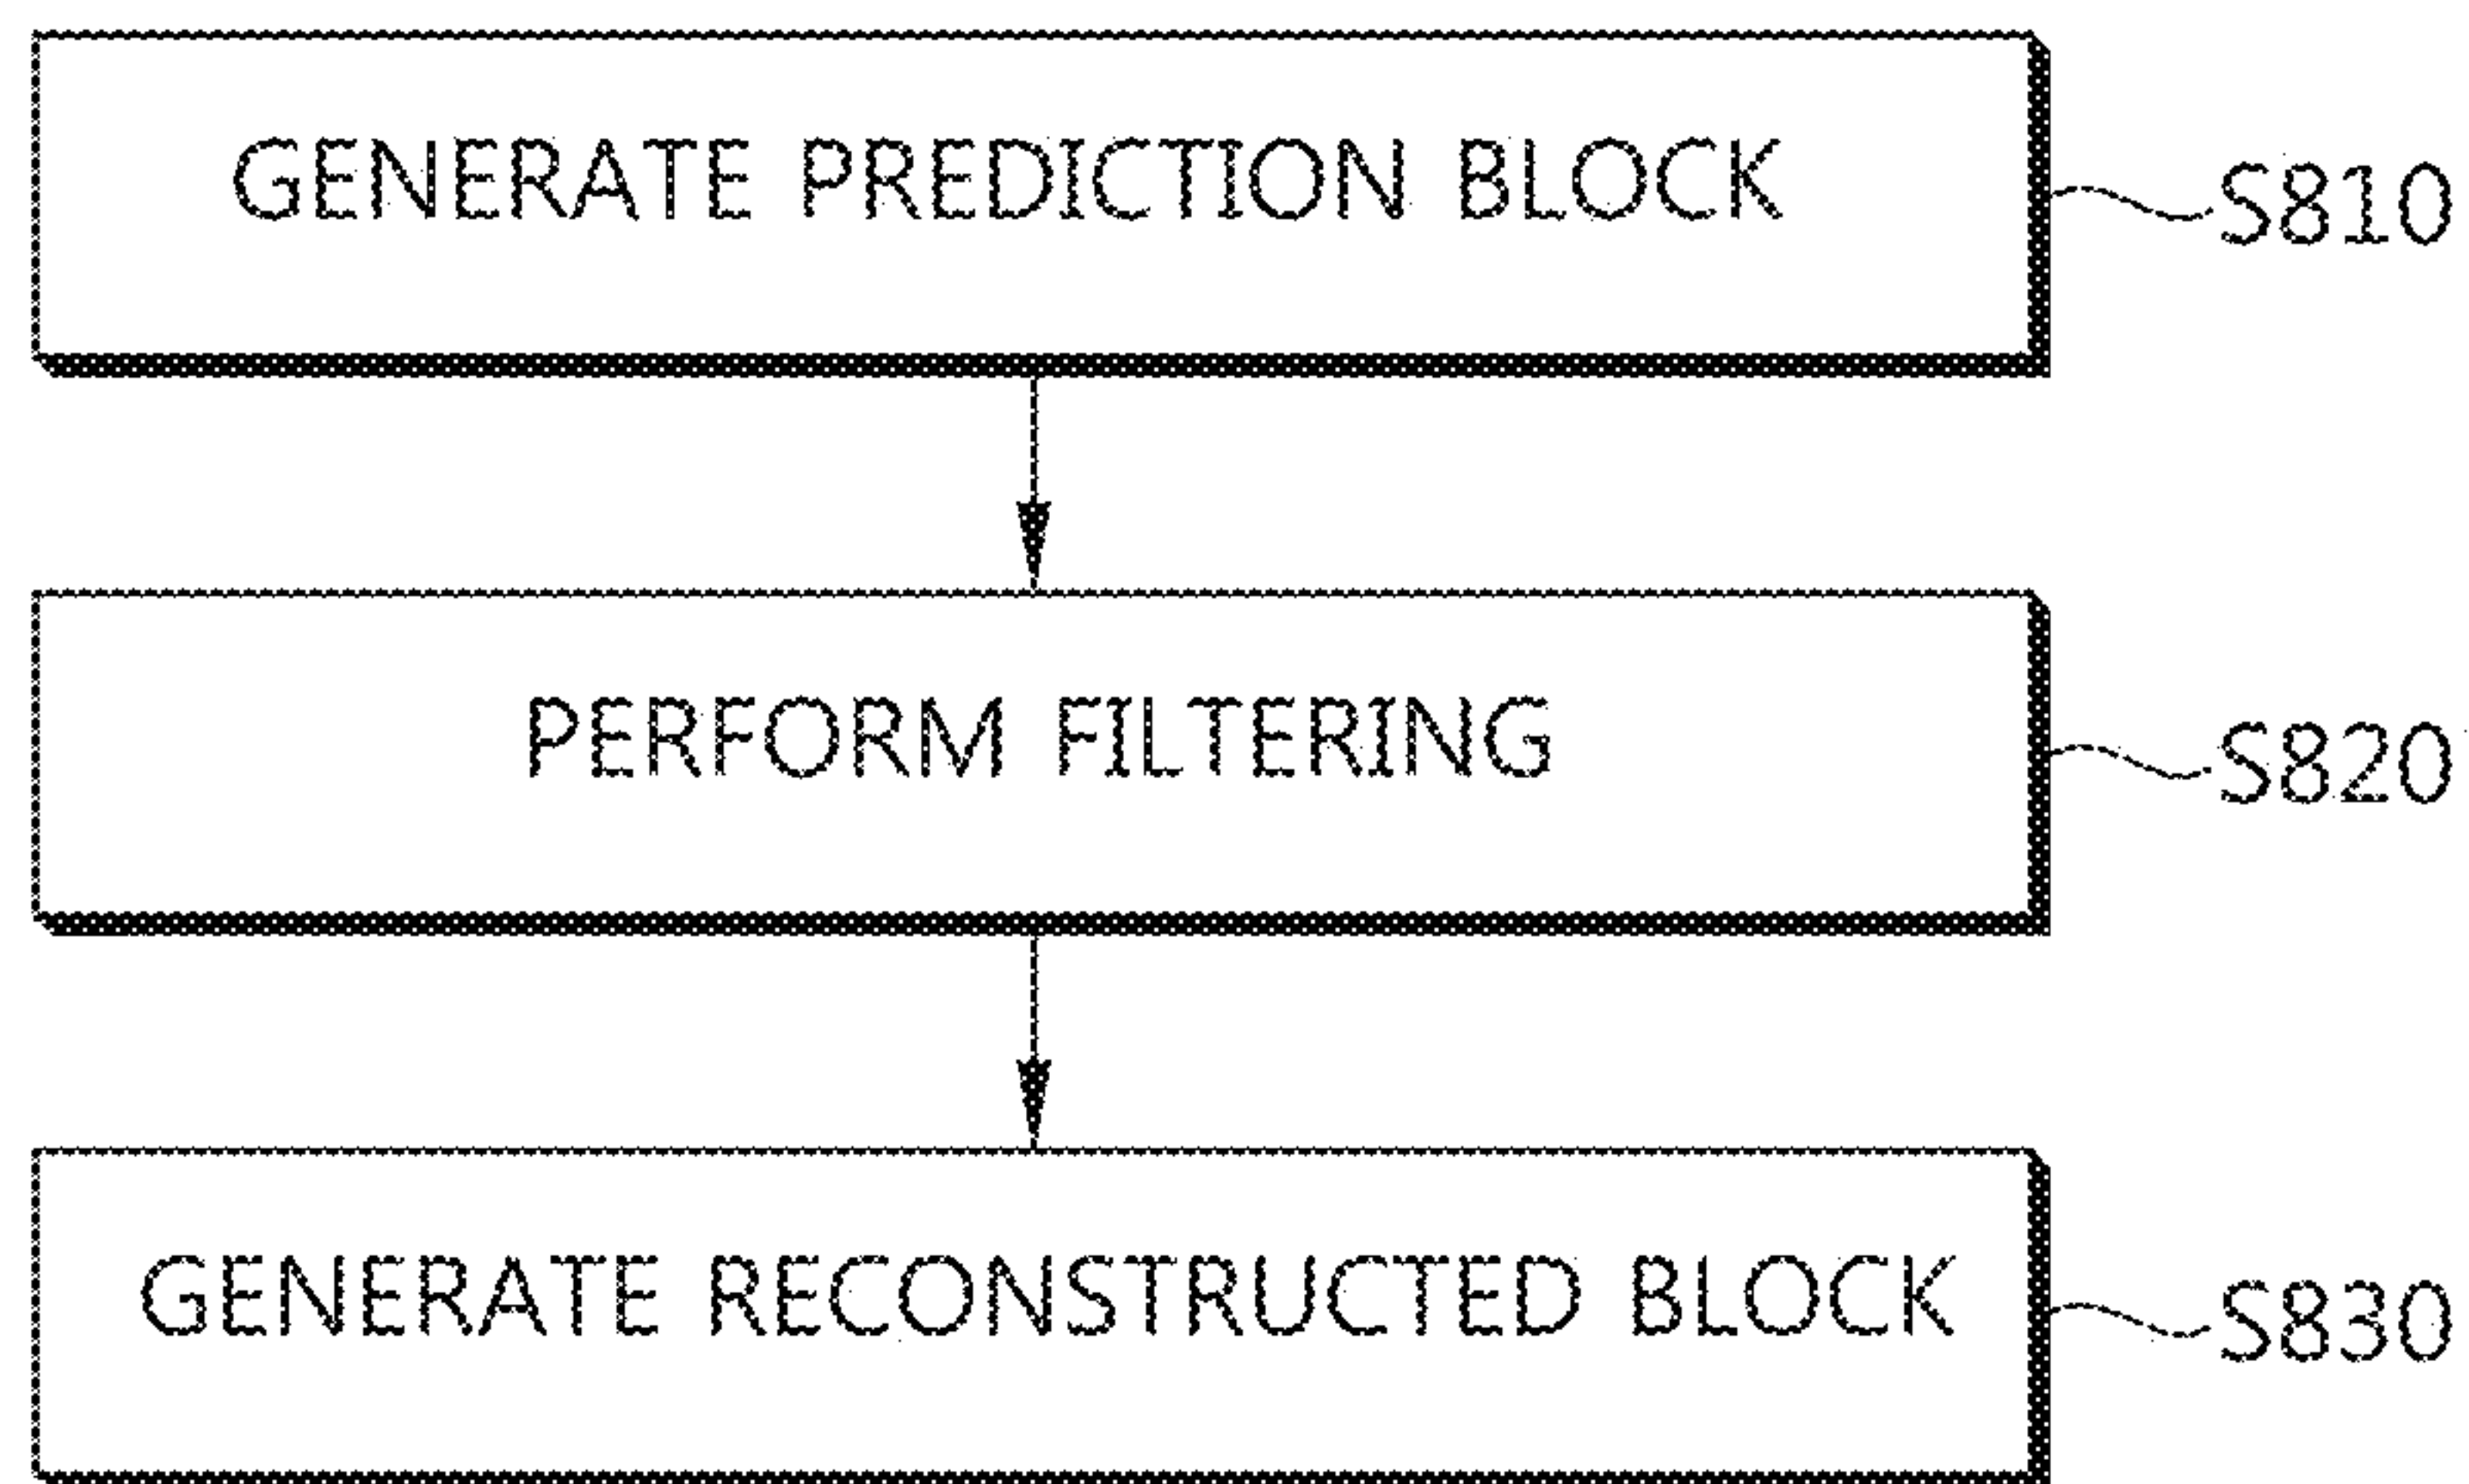 GENERATE PREDICTION BLOCK
S810
PERFORM FILTERING
S820
GENERATE RECONSTRUCTED BLOCK
S830